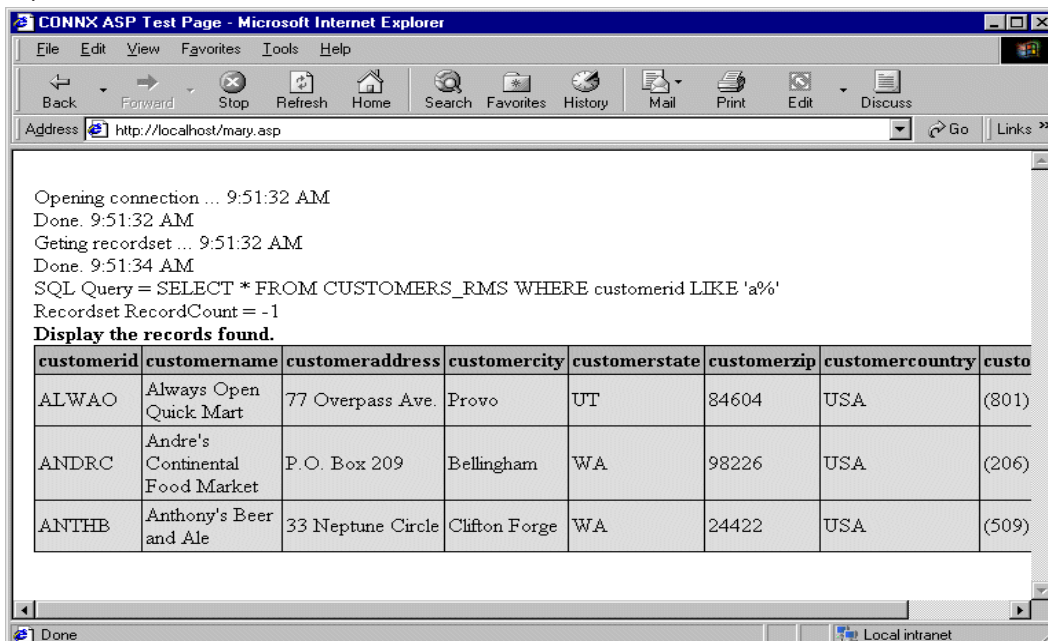 CONNX ASP Test Page - Microsoft Internet Explorer
File Edit View Favorites Tools Help
Back Forward Stop Refresh Home Search Favorites History Mail Print Edit Discuss
Address http://localhost/mary.asp Go Links »
Opening connection ... 9:51:32 AM
Done. 9:51:32 AM
Geting recordset ... 9:51:32 AM
Done. 9:51:34 AM
SQL Query = SELECT * FROM CUSTOMERS_RMS WHERE customerid LIKE 'a%'
Recordset RecordCount = -1
Display the records found.
customerid customername customeraddress customercity customerstate customerzip customercountry custo
ALWAO Always Open Quick Mart 77 Overpass Ave. Provo UT 84604 USA (801)
ANDRC Andre's Continental Food Market P.O. Box 209 Bellingham WA 98226 USA (206)
ANTHB Anthony's Beer and Ale 33 Neptune Circle Clifton Forge WA 24422 USA (509)
Done Local intranet